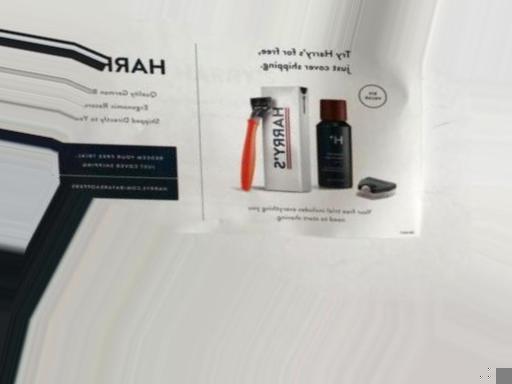 HARRY'S
Quality German
Ergonomic Razors.
Shipped Directly to You
REDEEM YOUR FREE TRIAL
JUST COVER SHIPPING
Try Harry's for free,
just cover shipping.
HARRY'S
H'
Your free trial includes everything you
need to start shaving.